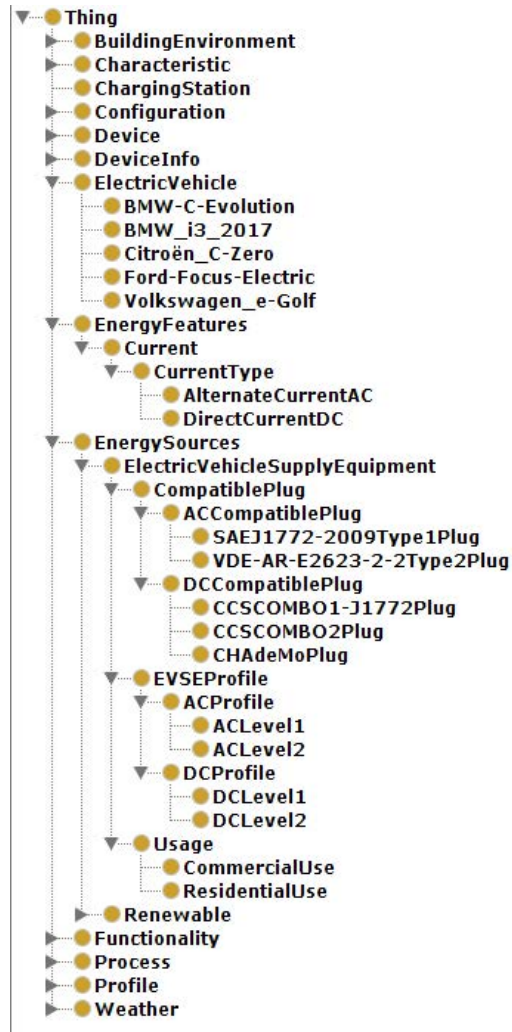 Thing
BuildingEnvironment
Characteristic
ChargingStation
Configuration
Device
DeviceInfo
ElectricVehicle
BMW-C-Evolution
BMW_i3_2017
Citroën_C-Zero
Ford-Focus-Electric
Volkswagen_e-Golf
EnergyFeatures
Current
CurrentType
AlternateCurrentAC
DirectCurrentDC
EnergySources
ElectricVehicleSupplyEquipment
CompatiblePlug
ACCompatiblePlug
SAEJ1772-2009Type1Plug
VDE-AR-E2623-2-2Type2Plug
DCCompatiblePlug
CCSCOMBO1-J1772Plug
CCSCOMBO2Plug
CHAdeMoPlug
EVSEProfile
ACProfile
ACLevel1
ACLevel2
DCProfile
DCLevel1
DCLevel2
Usage
CommercialUse
ResidentialUse
Renewable
Functionality
Process
Profile
Weather